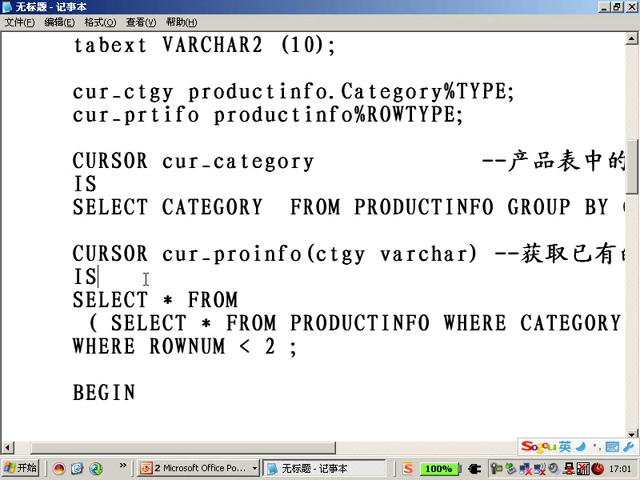 无标题 - 记事本
文件(F) 编辑(E) 格式(O) 查看(V) 帮助(H)
tabext VARCHAR2 (10);
cur_ctgy productinfo.Category%TYPE;
cur_prtifo productinfo%ROWTYPE;
CURSOR cur_category --产品表中的
IS
SELECT CATEGORY FROM PRODUCTINFO GROUP BY
CURSOR cur_proinfo(ctgy varchar) --获取已有的
IS
SELECT * FROM
( SELECT * FROM PRODUCTINFO WHERE CATEGORY
WHERE ROWNUM < 2 ;
BEGIN
Sogou 英
开始 » 2 Microsoft Office Po... 无标题 - 记事本 S 100% 17:01